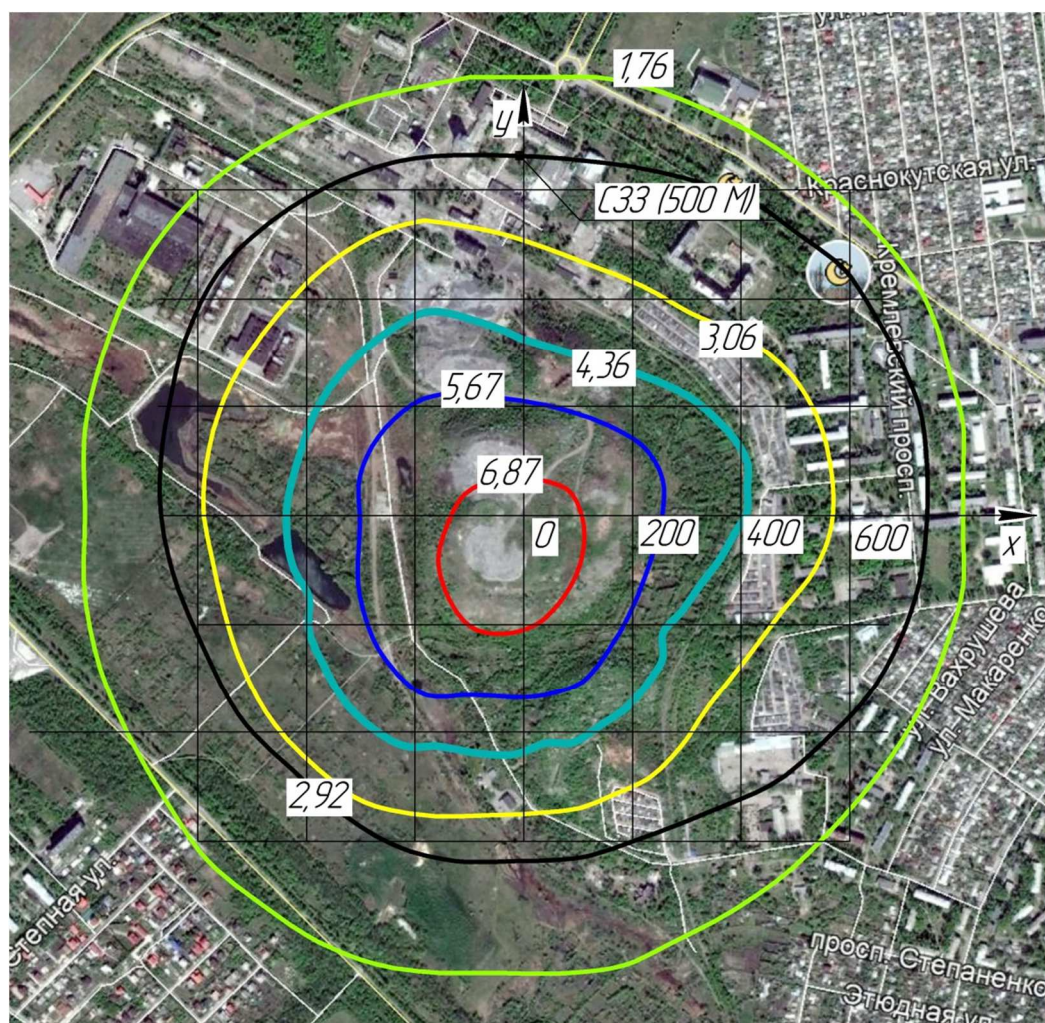 1,76
y
Краснокутская ул.
СЗЗ (500 М)
Кремлевский просп.
3,06
4,36
5,67
6,87
0
200
400
600
x
ул. Вахрушева
ул. Макаренко
2,92
Степная ул.
просп. Степаненко
Этюдная ул.